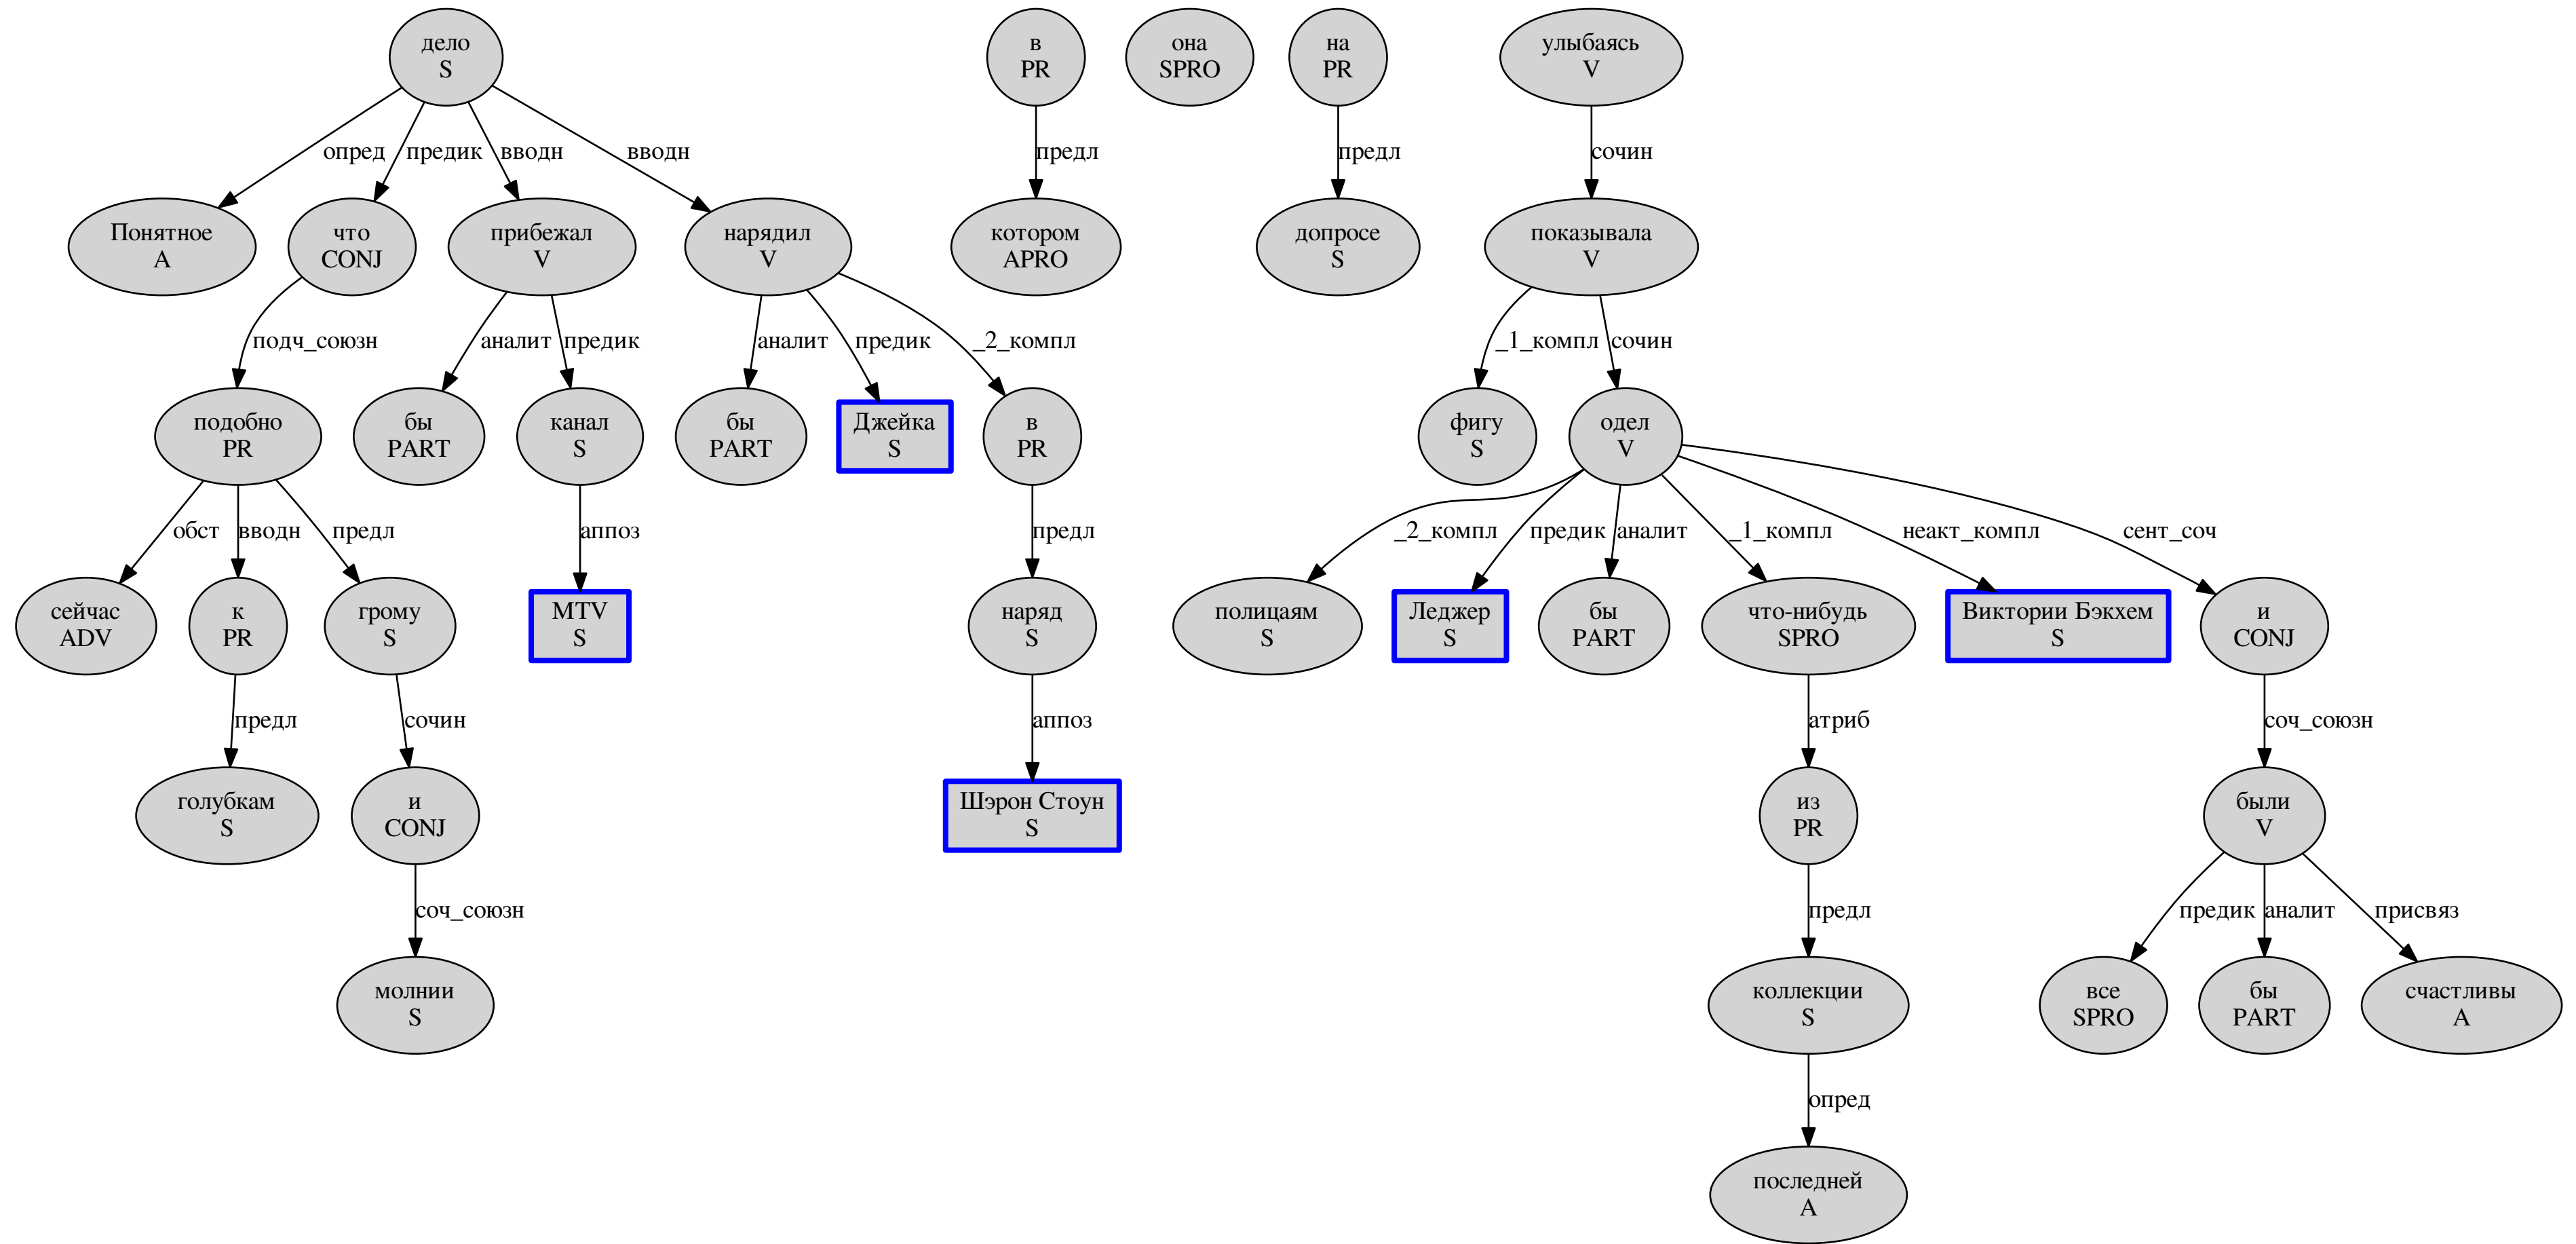 дело
S
в
PR
она
SPRO
на
PR
улыбаясь
V
опред
предик
вводн
вводн
предл
предл
сочин
Понятное
A
что
CONJ
прибежал
V
нарядил
V
котором
APRO
допросе
S
показывала
V
подч_союзн
аналит
предик
аналит
предик
_2_компл
_1_компл
сочин
подобно
PR
бы
PART
канал
S
бы
PART
Джейка
S
в
PR
фигу
S
одел
V
обст
вводн
предл
аппоз
предл
_2_компл
предик
аналит
_1_компл
неакт_компл
сент_соч
сейчас
ADV
к
PR
грому
S
MTV
S
наряд
S
полицаям
S
Леджер
S
бы
PART
что-нибудь
SPRO
Виктории Бэкхем
S
и
CONJ
предл
сочин
аппоз
атриб
соч_союзн
голубкам
S
и
CONJ
Шэрон Стоун
S
из
PR
были
V
соч_союзн
предл
предик
аналит
присвяз
молнии
S
коллекции
S
все
SPRO
бы
PART
счастливы
A
опред
последней
A